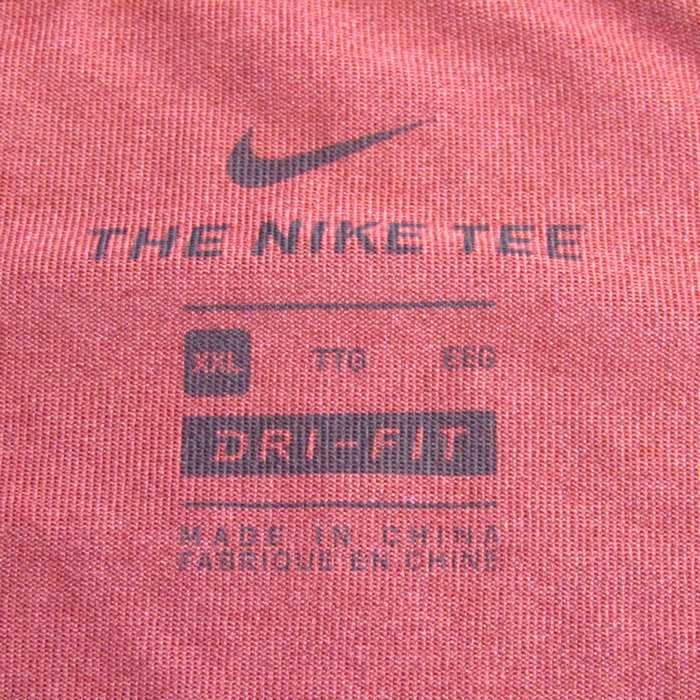 THE NIKE TEE
XXL TTG EEG
DRI-FIT
MADE IN CHINA
FABRIQUE EN CHINE